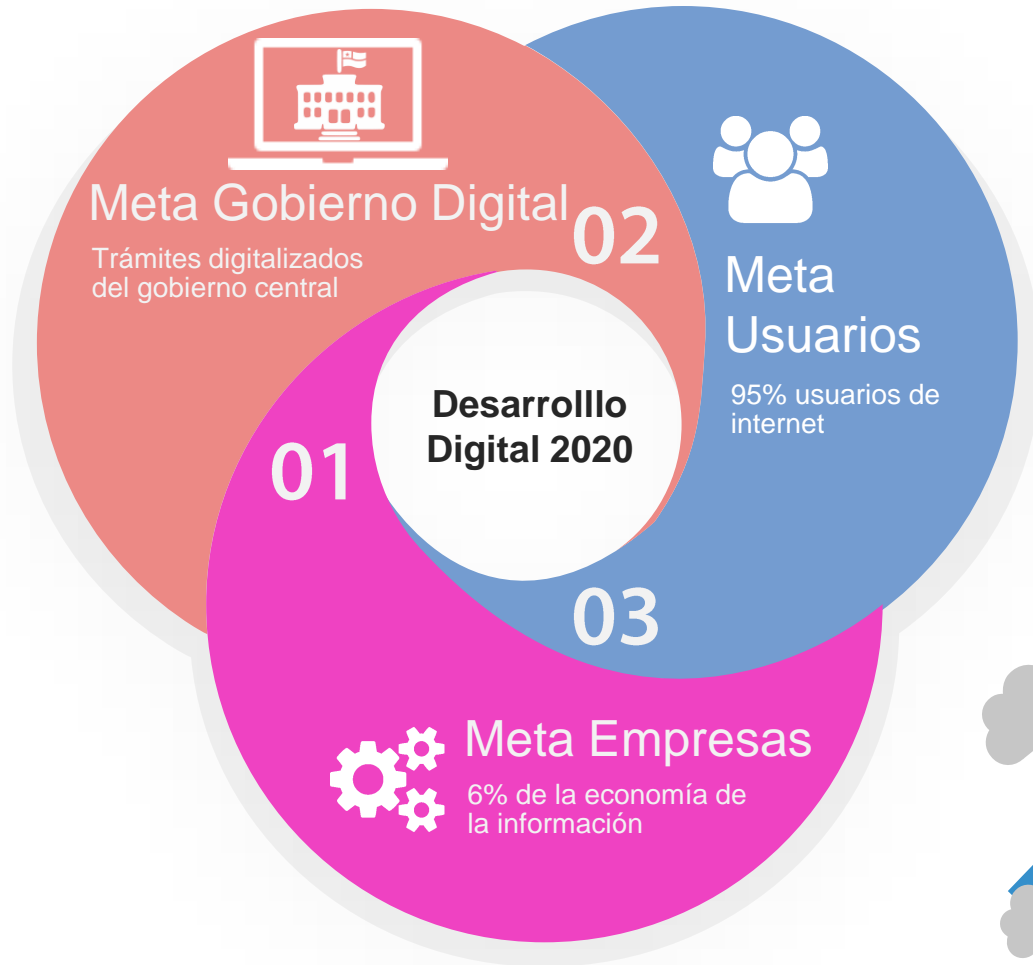 Meta Gobierno Digital
Trámites digitalizados
del gobierno central
02
Meta
Usuarios
95% usuarios de
internet
Desarrolllo
Digital 2020
01
03
Meta Empresas
6% de la economía de
la información